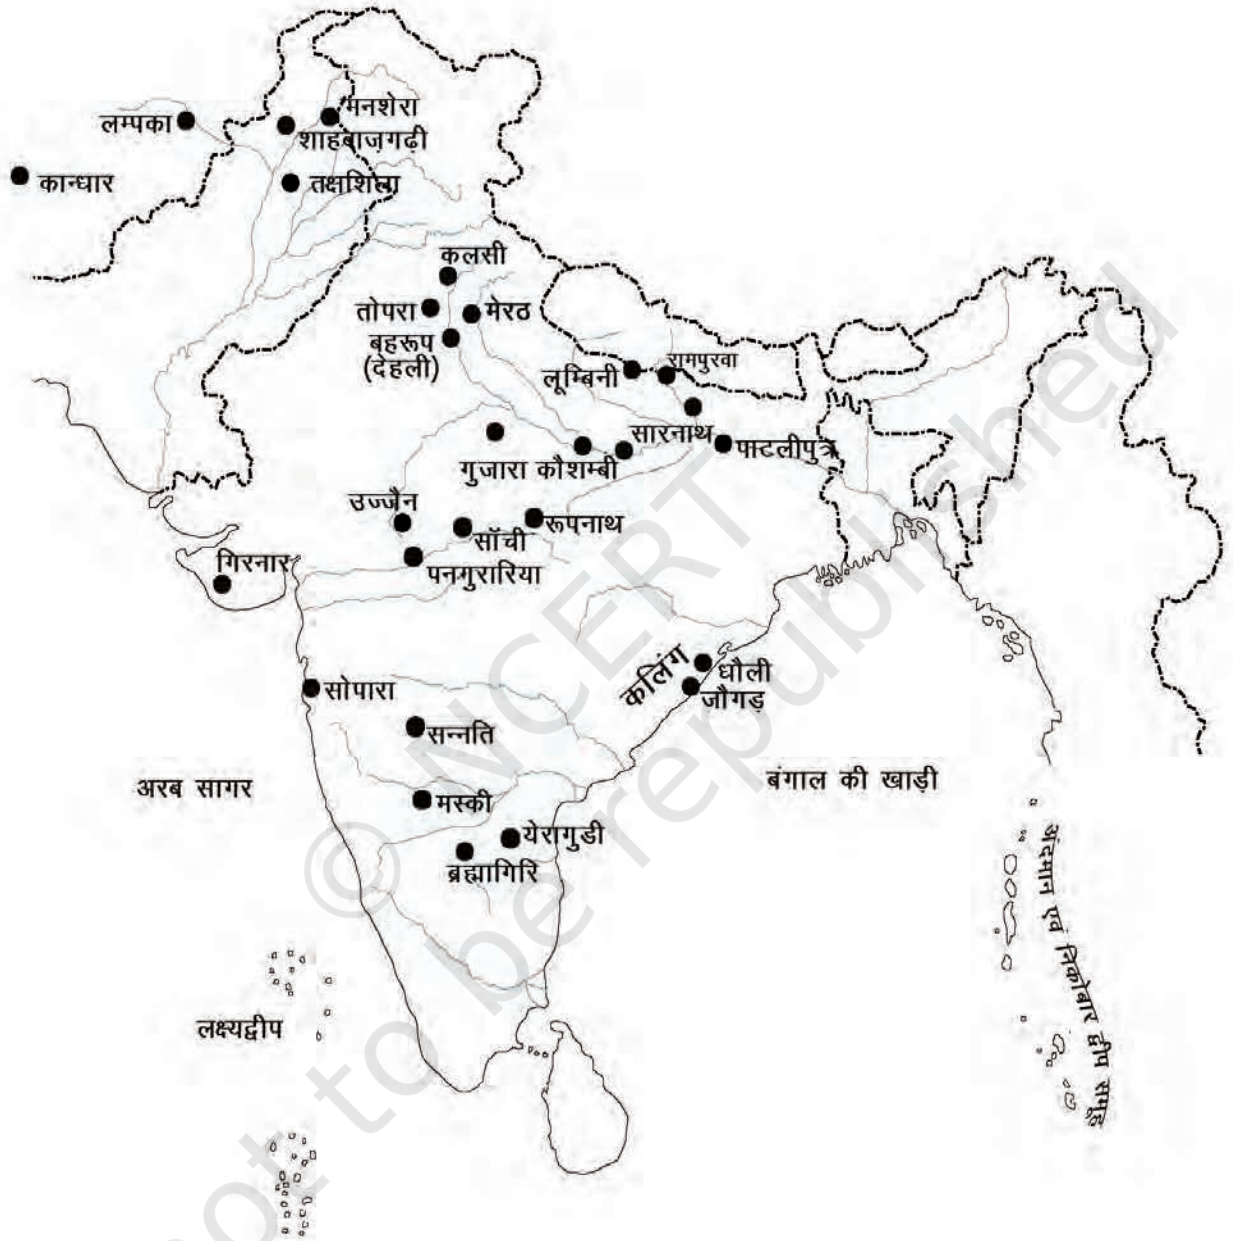 मनशेरा
लम्पका
शाहबाज़गढ़ी
कान्धार
तक्षशिला
कलसी
तोपरा
मेरठ
बहरूप
(देहली)
रामपुरवा
लूम्बिनी
सारनाथ
पाटलीपुत्र
गुजारा कौशम्बी
उज्जैन
रूपनाथ
साँची
गिरनार
पनगुरारिया
कलिंग
धौली
जौगड़
सोपारा
सन्नति
अरब सागर
बंगाल की खाड़ी
मस्की
येरागुडी
ब्रह्मागिरि
अंदमान एवं निकोबार द्वीप समूह
लक्ष्यद्वीप
© NCERT
not to be republished